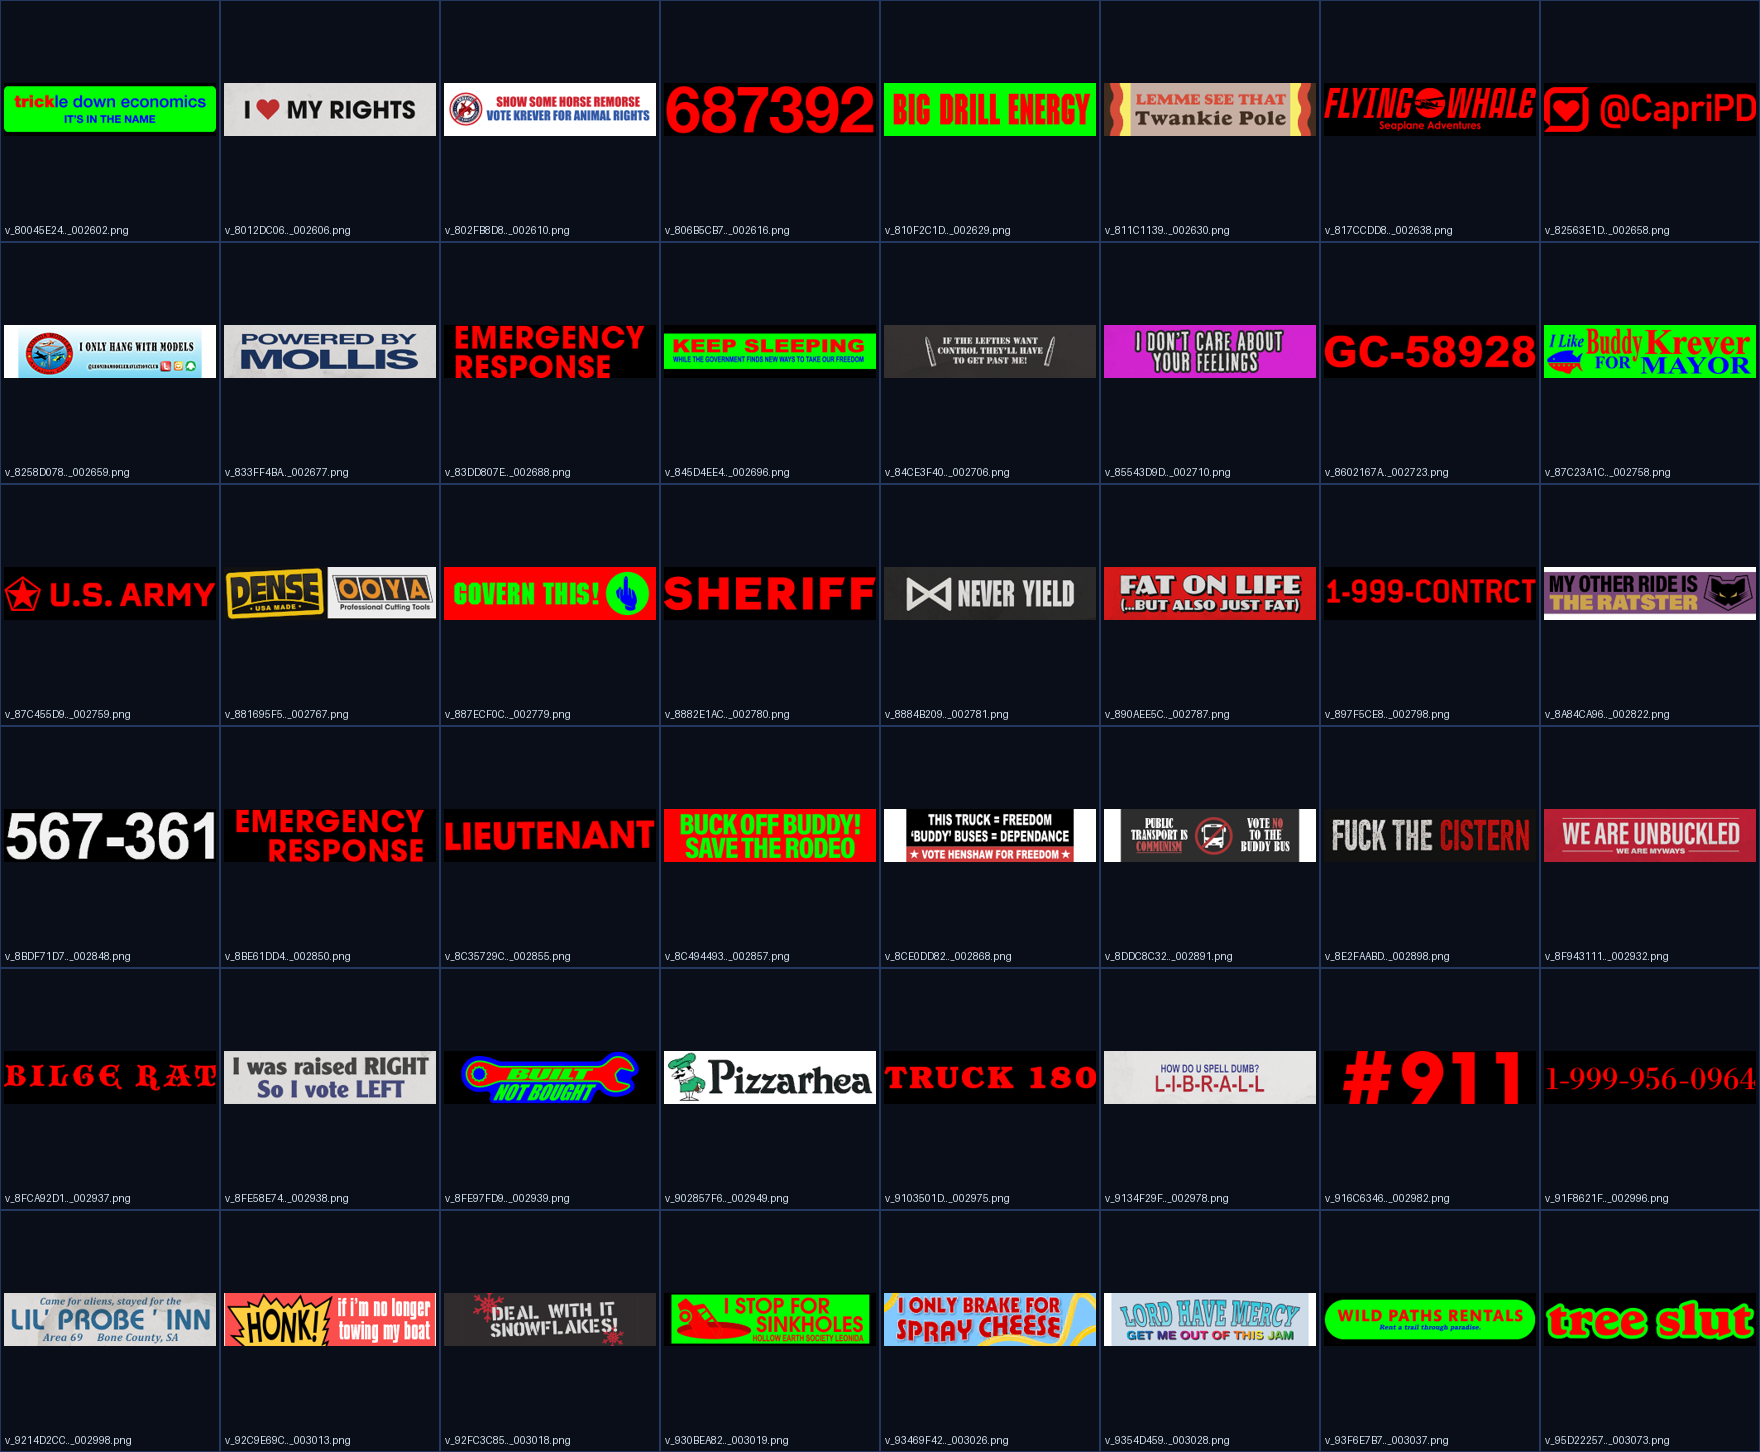 trickle down economics
IT'S IN THE NAME
I MY RIGHTS
SHOW SOME HORSE REMORSE
VOTE KREVER FOR ANIMAL RIGHTS
687392
BIG DRILL ENERGY
LEMME SEE THAT
Twankie Pole
FLYING WHALE
Seaplane Adventures
@CapriPD
v_80045E24.._002602.png
v_8012DC06.._002606.png
v_802FB8D8.._002610.png
v_806B5CB7.._002616.png
v_810F2C1D.._002629.png
v_811C1139.._002630.png
v_817CCDD8.._002638.png
v_82563E1D.._002658.png
I ONLY HANG WITH MODELS
@LEONIDAMODELERAVIATIONCLUB
POWERED BY
MOLLIS
EMERGENCY
RESPONSE
KEEP SLEEPING
WHILE THE GOVERNMENT FINDS NEW WAYS TO TAKE OUR FREEDOM
IF THE LEFTIES WANT
CONTROL THEY'LL HAVE
TO GET PAST ME!!
I DON'T CARE ABOUT
YOUR FEELINGS
GC-58928
I Like Buddy Krever
FOR MAYOR
v_8258D078.._002659.png
v_833FF4BA.._002677.png
v_83DD807E.._002688.png
v_845D4EE4.._002696.png
v_84CE3F40.._002706.png
v_85543D9D.._002710.png
v_8602167A.._002723.png
v_87C23A1C.._002758.png
U.S. ARMY
DENSE
• USA MADE •
OOYA
Professional Cutting Tools
GOVERN THIS!
SHERIFF
NEVER YIELD
FAT ON LIFE
(...BUT ALSO JUST FAT)
1-999-CONTRCT
MY OTHER RIDE IS
THE RATSTER
v_87C455D9.._002759.png
v_881695F5.._002767.png
v_887ECF0C.._002779.png
v_8882E1AC.._002780.png
v_8884B209.._002781.png
v_890AEE5C.._002787.png
v_897F5CE8.._002798.png
v_8A84CA96.._002822.png
567-361
EMERGENCY
RESPONSE
LIEUTENANT
BUCK OFF BUDDY!
SAVE THE RODEO
THIS TRUCK = FREEDOM
'BUDDY' BUSES = DEPENDANCE
★ VOTE HENSHAW FOR FREEDOM ★
PUBLIC
TRANSPORT IS
COMMUNISM
VOTE NO
TO THE
BUDDY BUS
FUCK THE CISTERN
WE ARE UNBUCKLED
WE ARE MYWAYS
v_8BDF71D7.._002848.png
v_8BE61DD4.._002850.png
v_8C35729C.._002855.png
v_8C494493.._002857.png
v_8CE0DD82.._002868.png
v_8DDC8C32.._002891.png
v_8E2FAABD.._002898.png
v_8F943111.._002932.png
BILGE RAT
I was raised RIGHT
So I vote LEFT
BUILT
NOT BOUGHT
Pizzarhea
TRUCK 180
HOW DO U SPELL DUMB?
L-I-B-R-A-L-L
#911
1-999-956-0964
v_8FCA92D1.._002937.png
v_8FE58E74.._002938.png
v_8FE97FD9.._002939.png
v_902857F6.._002949.png
v_9103501D.._002975.png
v_9134F29F.._002978.png
v_916C6346.._002982.png
v_91F8621F.._002996.png
Came for aliens, stayed for the
LIL' PROBE ' INN
Area 69 Bone County, SA
HONK!
if i'm no longer
towing my boat
DEAL WITH IT
SNOWFLAKES!
I STOP FOR
SINKHOLES
HOLLOW EARTH SOCIETY LEONIDA
I ONLY BRAKE FOR
SPRAY CHEESE
LORD HAVE MERCY
GET ME OUT OF THIS JAM
WILD PATHS RENTALS
Rent a trail through paradise.
tree slut
v_9214D2CC.._002998.png
v_92C9E69C.._003013.png
v_92FC3C85.._003018.png
v_930BEA82.._003019.png
v_93469F42.._003026.png
v_9354D459.._003028.png
v_93F6E7B7.._003037.png
v_95D22257.._003073.png